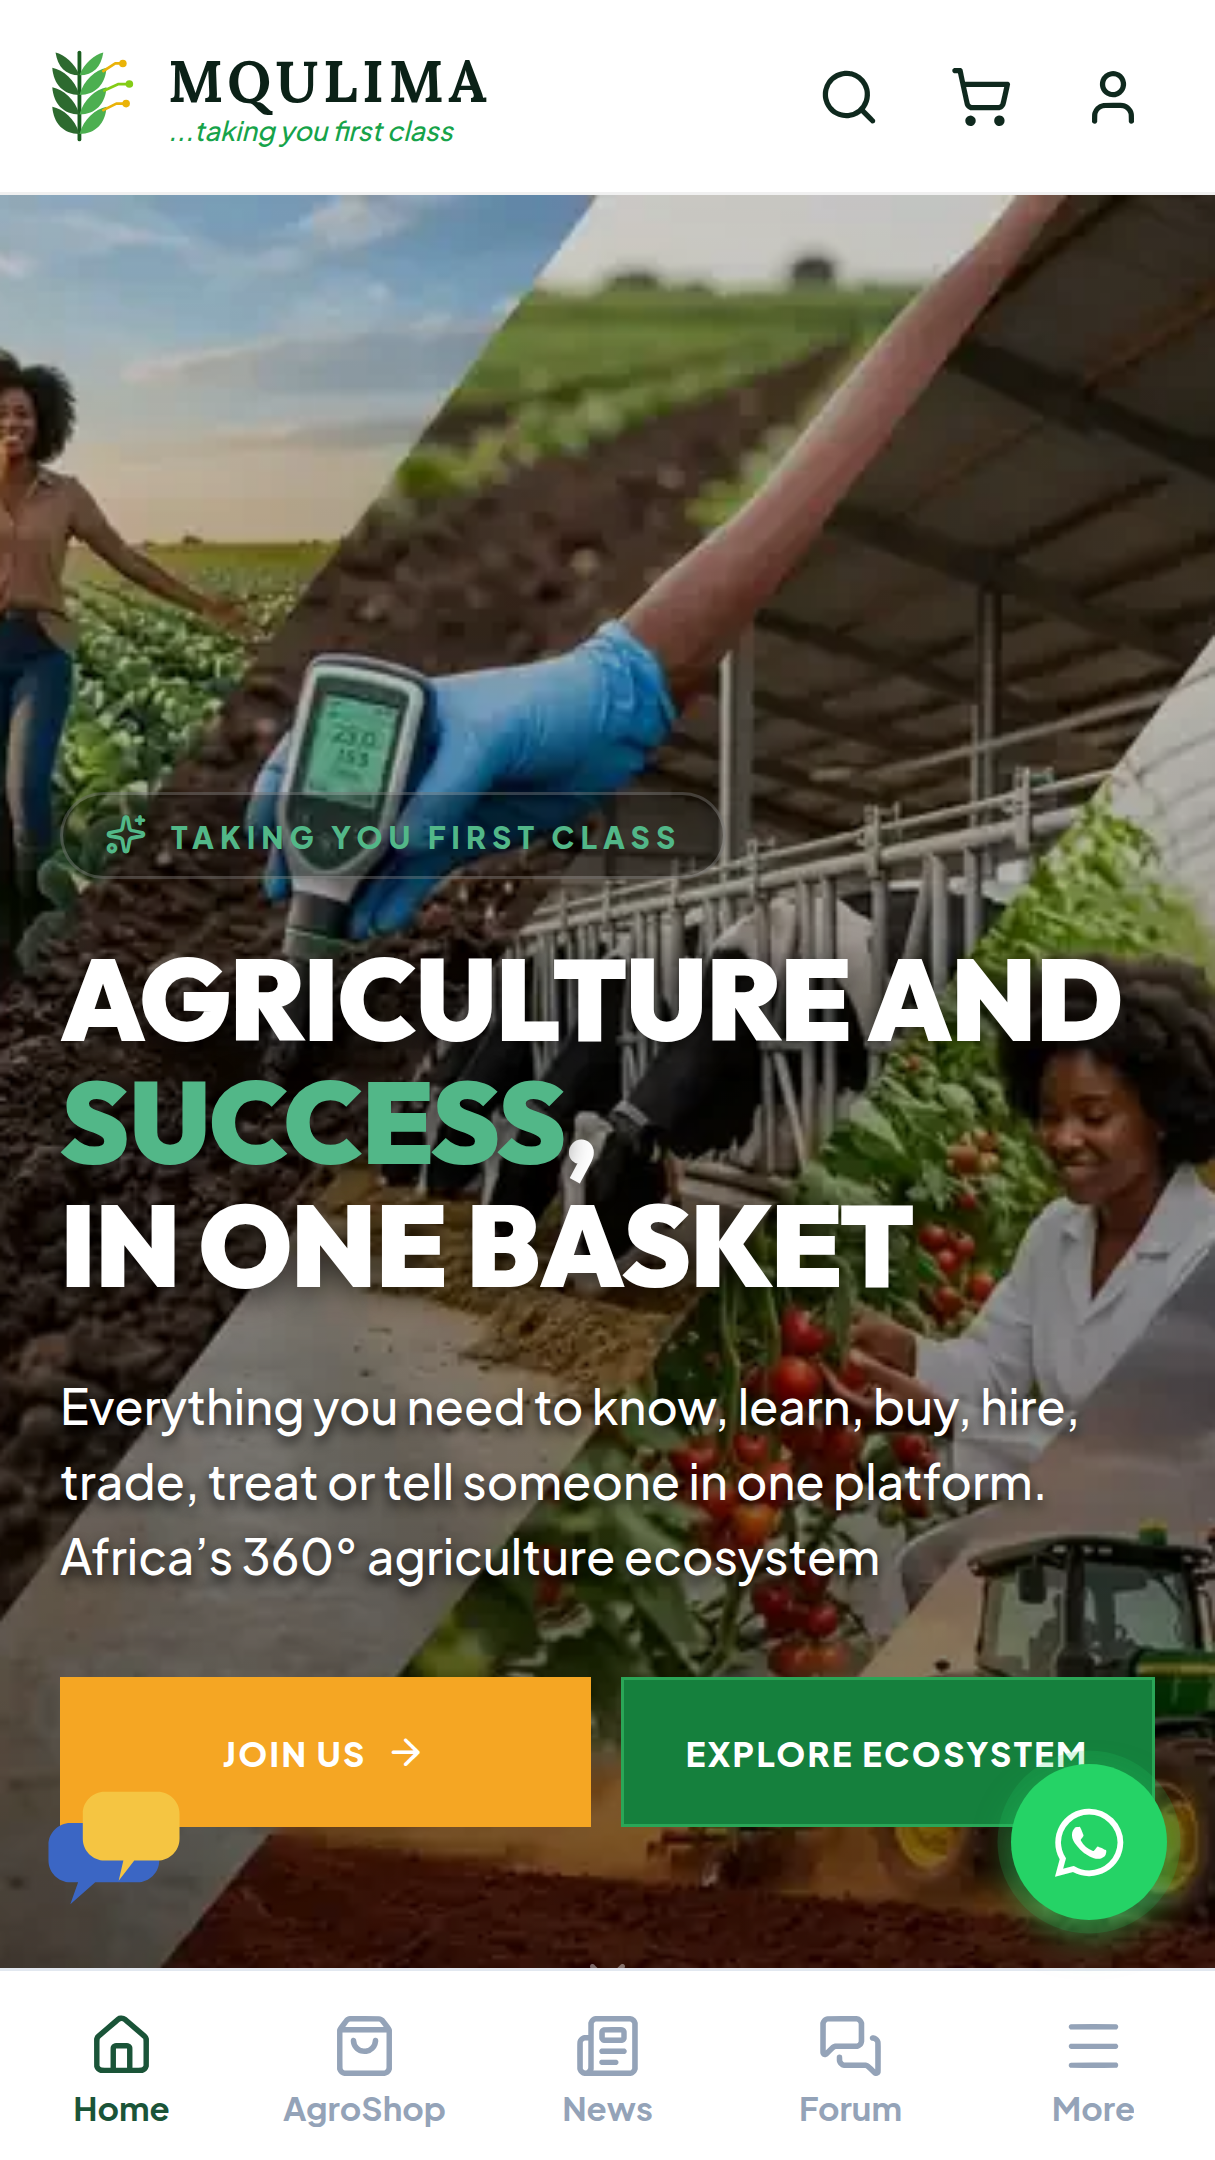 MQULIMA
...taking you first class
TAKING YOU FIRST CLASS
AGRICULTURE AND
SUCCESS,
IN ONE BASKET
Everything you need to know, learn, buy, hire,
trade, treat or tell someone in one platform.
Africa’s 360° agriculture ecosystem
JOIN US →
EXPLORE ECOSYSTEM
Home
AgroShop
News
Forum
More